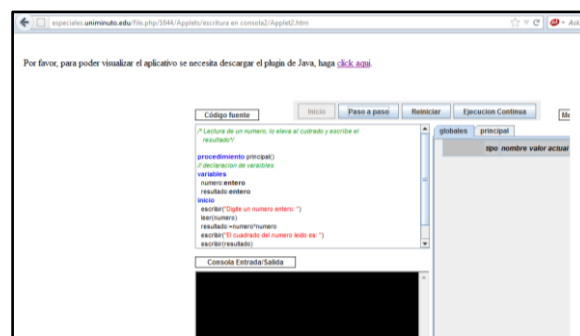 especiales.uniminuto.edu/file.php/1644/Applets/escritura en consola2/Applet2.htm
Por favor, para poder visualizar el aplicativo se necesita descargar el plugin de Java, haga click aquí.
Código fuente
Inicio Paso a paso Reiniciar Ejecucion Continua
/* Lectura de un numero, lo eleva al cudrado y escribe el
resultado*/
procedimiento principal()
// declaracion de varaibles
variables
numero:entero
resultado:entero
inicio
escribir("Digite un numero entero: ")
leer(numero)
resultado:=numero*numero
escribir("El cuadrado del numero leido es: ")
escribir(resultado)
globales principal
tipo nombre valor actual
Consola Entrada/Salida